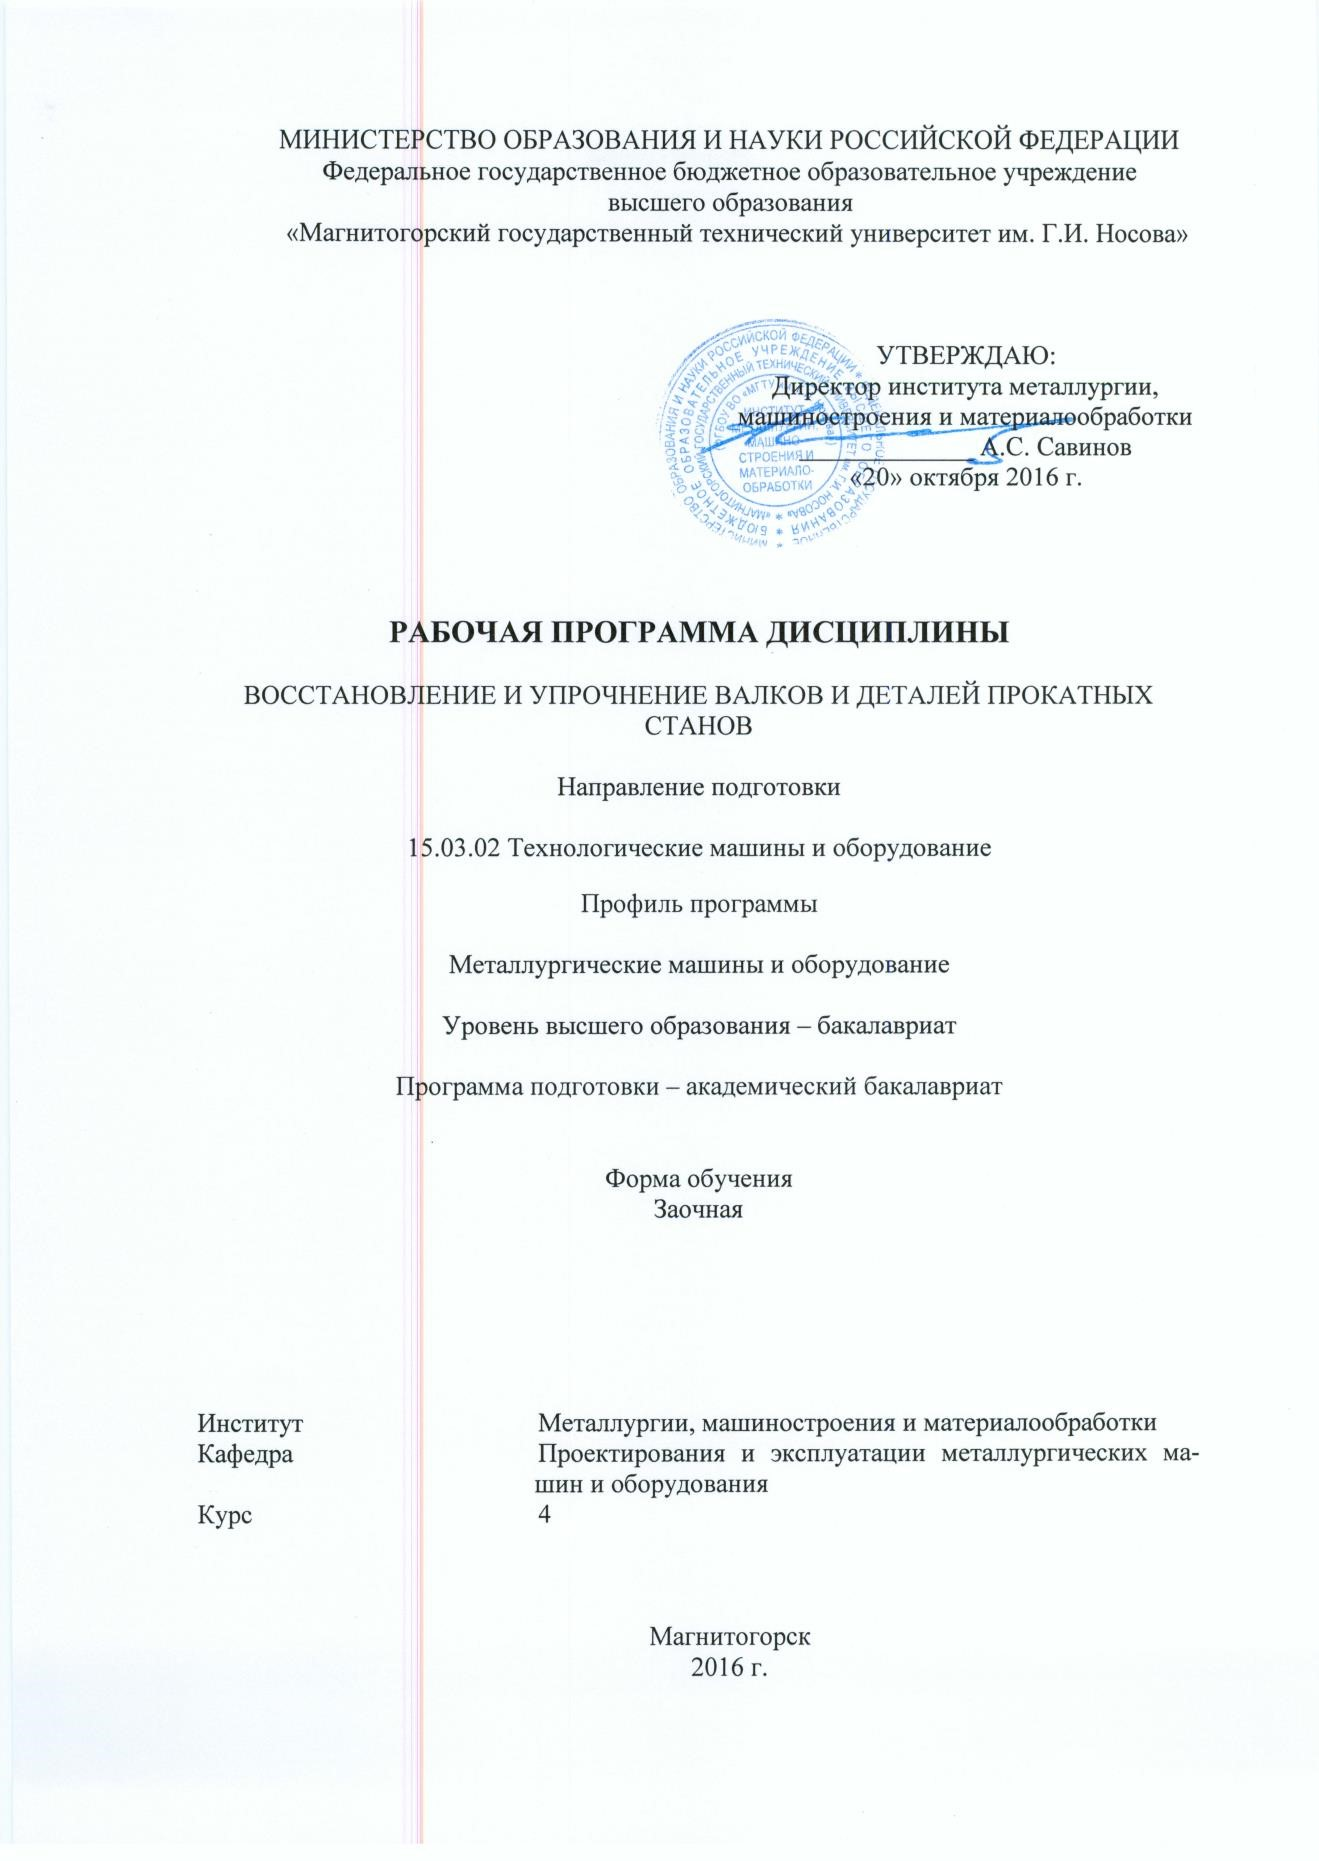 МИНИСТЕРСТВО ОБРАЗОВАНИЯ И НАУКИ РОССИЙСКОЙ ФЕДЕРАЦИИ
Федеральное государственное бюджетное образовательное учреждение
высшего образования
«Магнитогорский государственный технический университет им. Г.И. Носова»
УТВЕРЖДАЮ:
Директор института металлургии,
машиностроения и материалообработки
А.С. Савинов
«20» октября 2016 г.
МАШИНО-
СТРОЕНИЯ И
МАТЕРИАЛО-
ОБРАБОТКИ
РАБОЧАЯ ПРОГРАММА ДИСЦИПЛИНЫ
ВОССТАНОВЛЕНИЕ И УПРОЧНЕНИЕ ВАЛКОВ И ДЕТАЛЕЙ ПРОКАТНЫХ
СТАНОВ
Направление подготовки
15.03.02 Технологические машины и оборудование
Профиль программы
Металлургические машины и оборудование
Уровень высшего образования – бакалавриат
Программа подготовки – академический бакалавриат
Форма обучения
Заочная
Институт Металлургии, машиностроения и материалообработки
Кафедра Проектирования и эксплуатации металлургических ма-
шин и оборудования
Курс 4
Магнитогорск
2016 г.